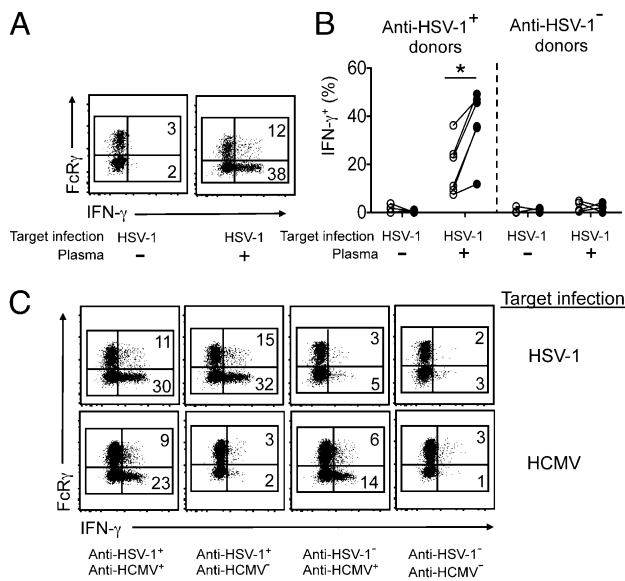 A
FcRγ
3
2
12
38
IFN-γ
Target infection HSV-1 HSV-1
Plasma - +
B
Anti-HSV-1+ donors
Anti-HSV-1- donors
IFN-γ+ (%)
60
40
20
0
*
Target infection HSV-1 HSV-1 HSV-1 HSV-1
Plasma - + - +
C
Target infection
FcRγ
11
30
15
32
3
5
2
3
HSV-1
9
23
3
2
6
14
3
1
HCMV
IFN-γ
Anti-HSV-1+ Anti-HSV-1+ Anti-HSV-1- Anti-HSV-1-
Anti-HCMV+ Anti-HCMV- Anti-HCMV+ Anti-HCMV-